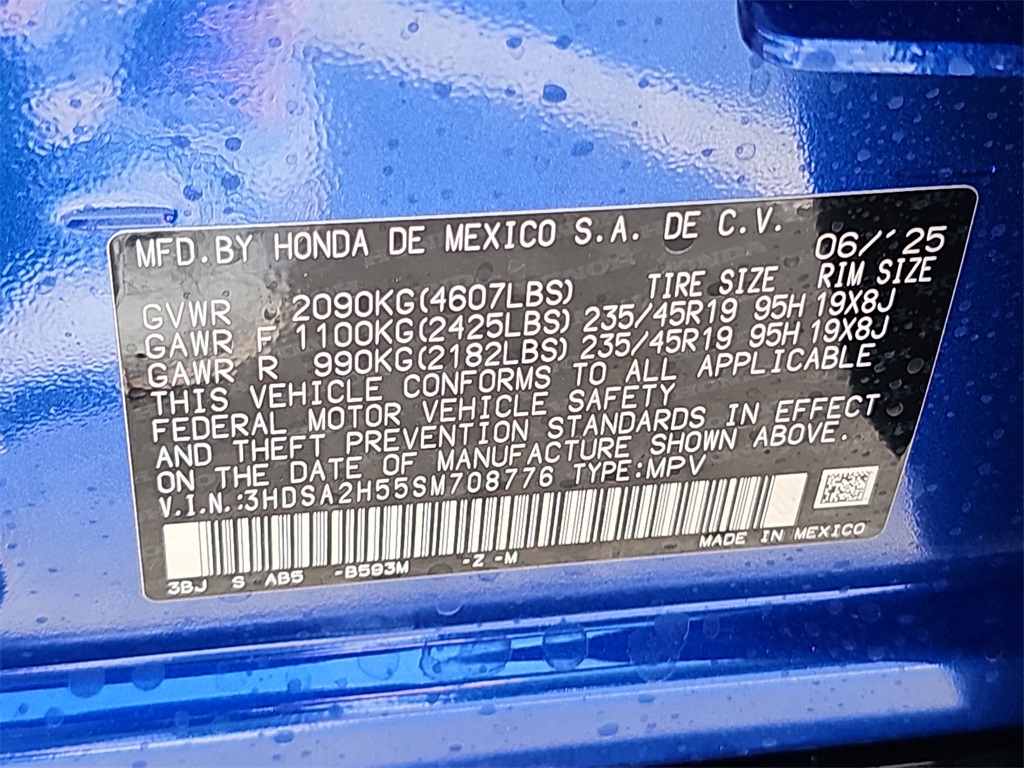 MFD.BY HONDA DE MEXICO S.A. DE C.V. 06/'25
TIRE SIZE RIM SIZE
GVWR 2090KG(4607LBS)
GAWR F 1100KG(2425LBS) 235/45R19 95H 19X8J
GAWR R 990KG(2182LBS) 235/45R19 95H 19X8J
THIS VEHICLE CONFORMS TO ALL APPLICABLE
FEDERAL MOTOR VEHICLE SAFETY
AND THEFT PREVENTION STANDARDS IN EFFECT
ON THE DATE OF MANUFACTURE SHOWN ABOVE.
V.I.N.:3HDSA2H55SM708776 TYPE:MPV
MADE IN MEXICO
3BJ S AB5 -B593M -Z -M